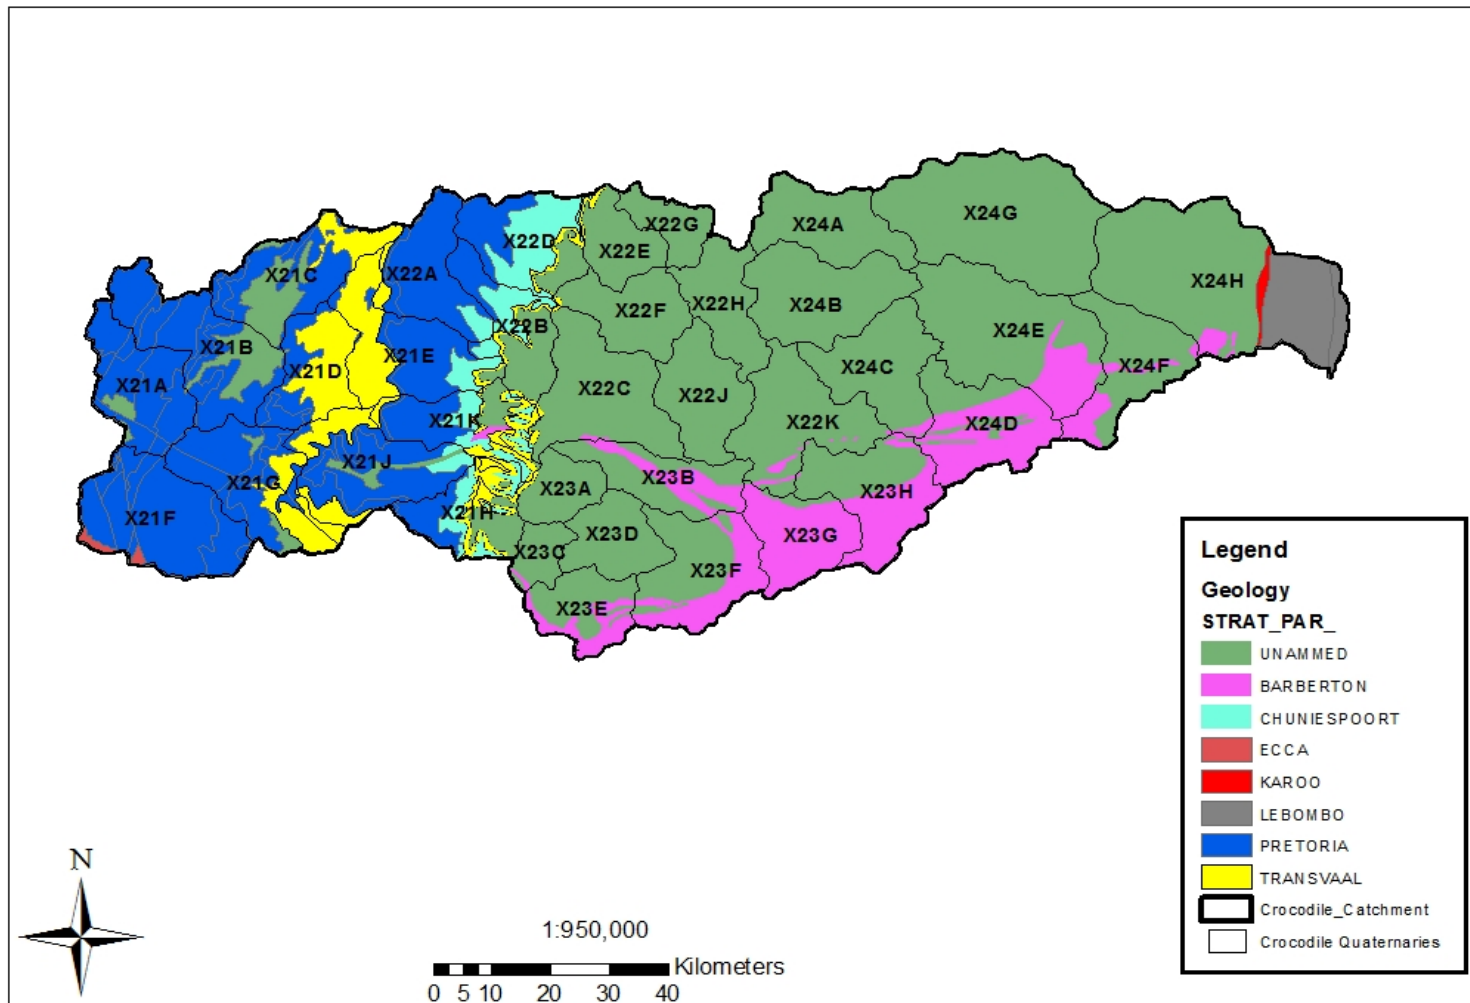 X22G
X24A
X24G
X22D
X22E
X21C
X22A
X24H
X22F
X22H
X24B
X22B
X24E
X21B
X21E
X21D
X24F
X24C
X21A
X22C
X22J
X21K
X22K
X24D
X21J
X23B
X21G
X23A
X23H
X21H
X21F
X23D
X23G
X23C
X23F
X23E
Legend
Geology
STRAT_PAR_
UNAMMED
BARBERTON
CHUNIESPOORT
ECCA
KAROO
LEBOMBO
PRETORIA
TRANSVAAL
Crocodile_Catchment
Crocodile Quaternaries
N
1:950,000
Kilometers
0 5 10 20 30 40